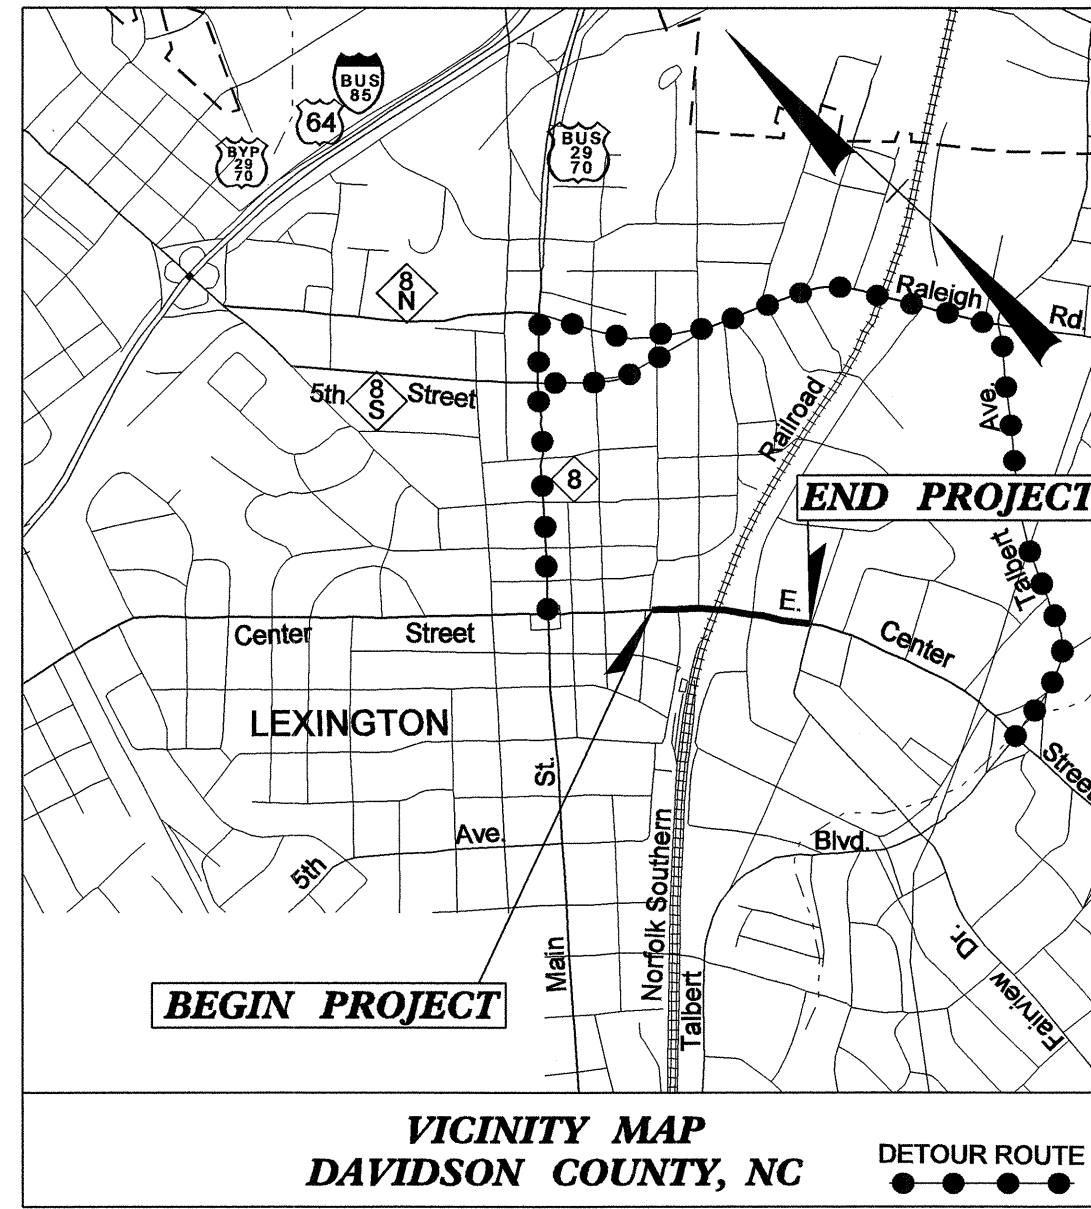 BUS
85
64
BYP
29
70
BUS
29
70
8
N
Raleigh
Rd
5th
8
S
Street
Ave.
Railroad
8
END PROJECT
Talbert
E.
Center
Street
Center
LEXINGTON
Street
St.
Ave.
5th
Blvd.
Norfolk Southern
Main
Talbert
Dr.
Fairview
BEGIN PROJECT
VICINITY MAP
DAVIDSON COUNTY, NC
DETOUR ROUTE